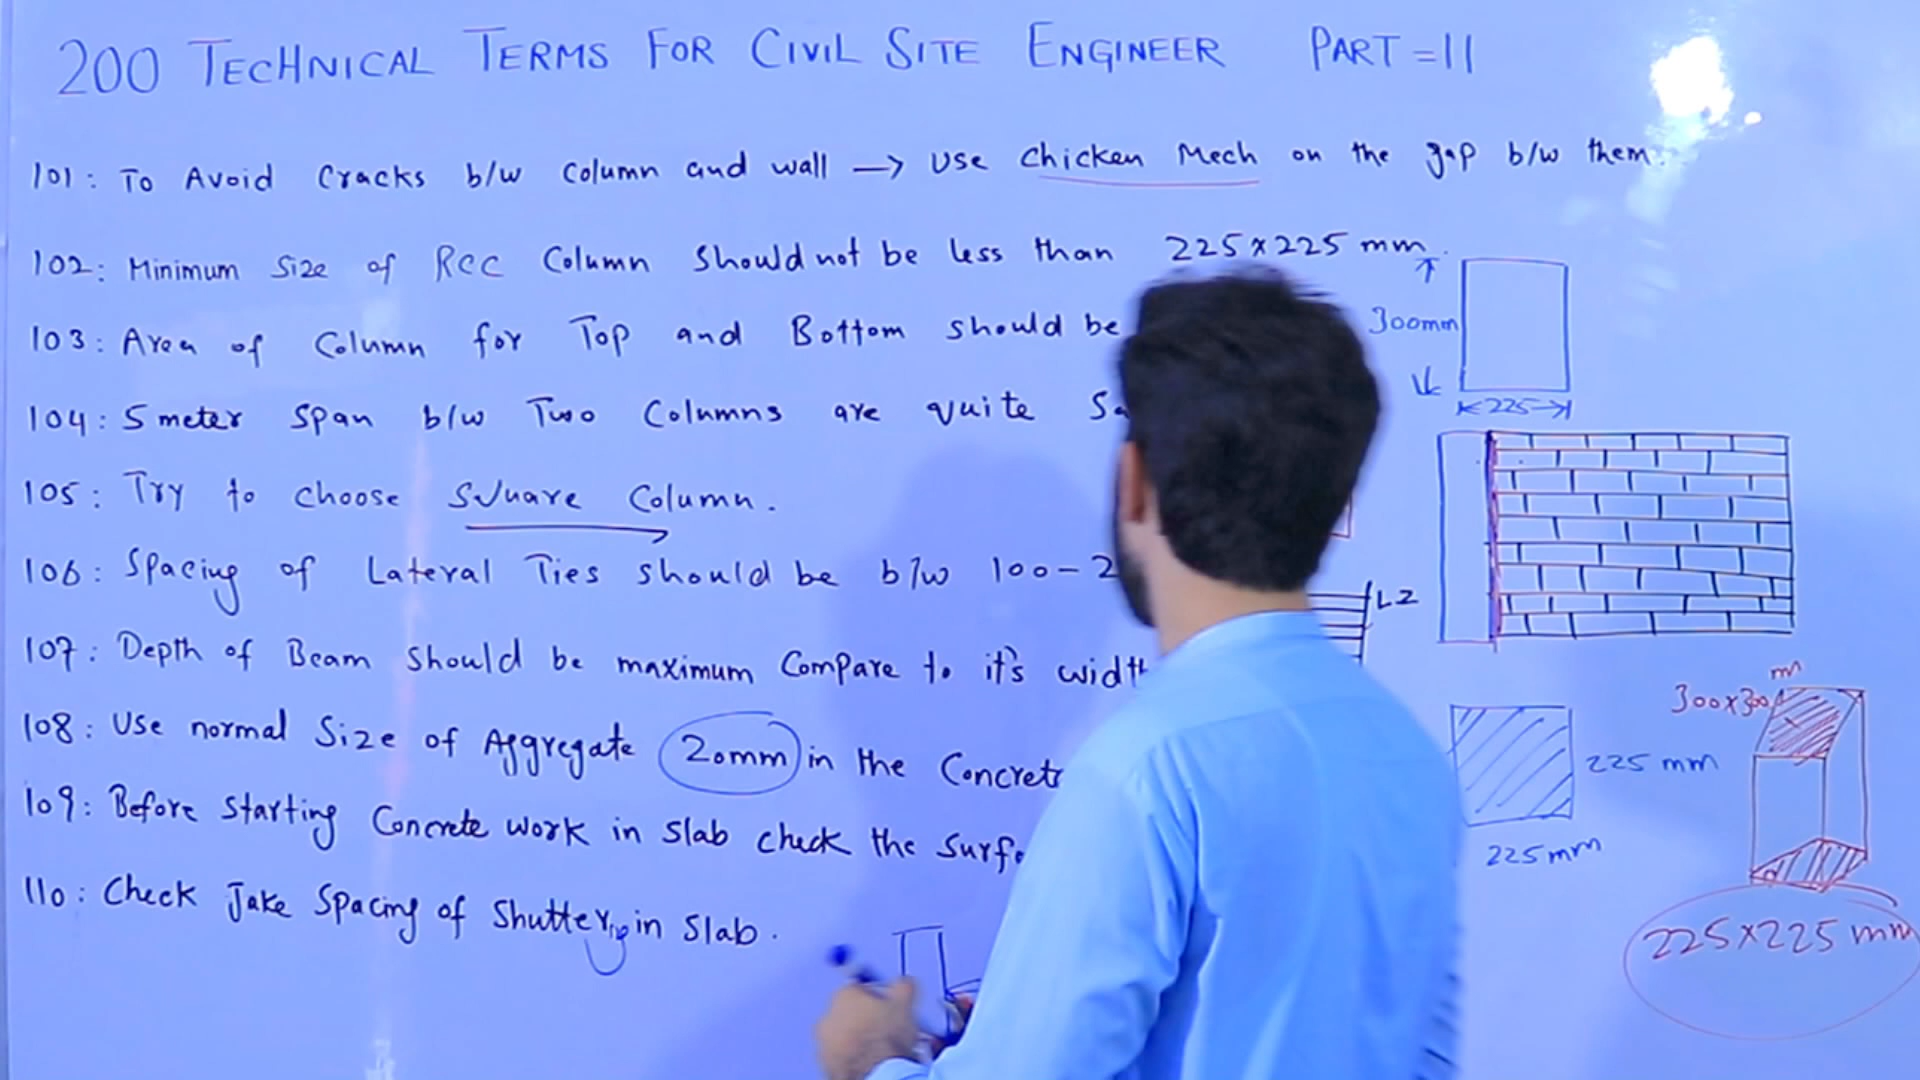 200 TECHNICAL TERMS FOR CIVIL SITE ENGINEER PART = 11
101: To Avoid Cracks b/w Column and wall → Use Chicken Mech on the gap b/w them.
102: Minimum Size of RCC Column Should not be less than 225x225 mm.
103: Area of Column for Top and Bottom should be
104: 5 meter Span b/w Two Columns are quite
105: Try to choose Square Column.
106: Spacing of Lateral Ties should be b/w 100-2
107: Depth of Beam Should be maximum Compare to it's
108: Use normal Size of Aggregate 20mm in the
109: Before Starting Concrete work in Slab check the
110: Check Jake Spacing of Shuttering in Slab.
300mm
225
L2
300x300 mm
225 mm
225 mm
225x225 mm